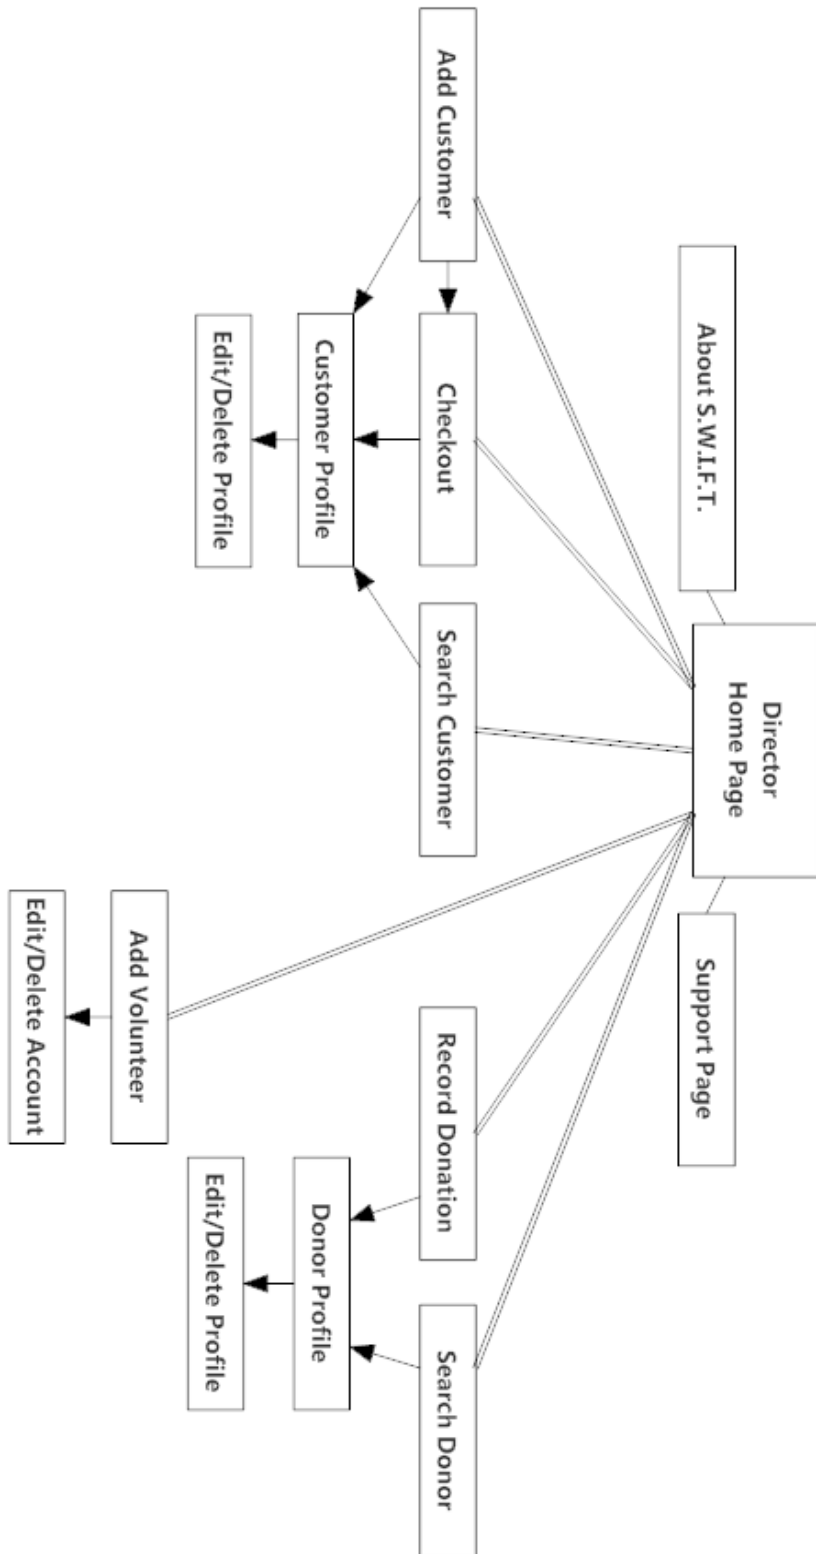 Director
Home Page
About S.W.I.F.T.
Support Page
Add Customer
Checkout
Search Customer
Record Donation
Search Donor
Customer Profile
Donor Profile
Edit/Delete Profile
Edit/Delete Profile
Add Volunteer
Edit/Delete Account